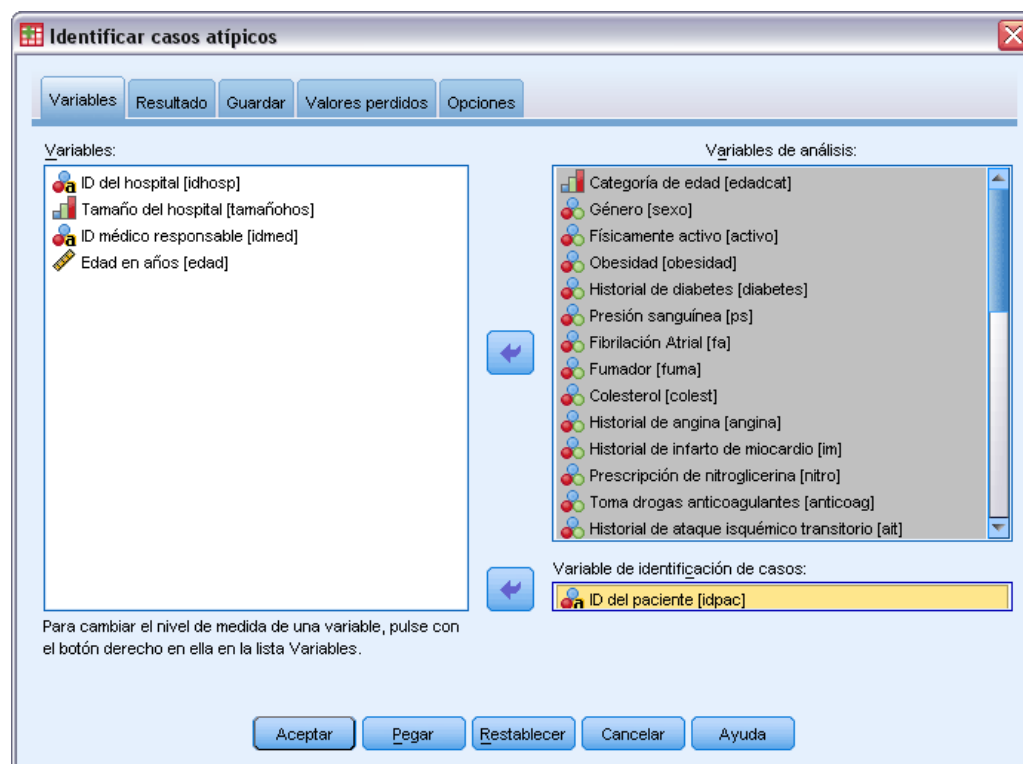 Identificar casos atípicos
Variables
Resultado
Guardar
Valores perdidos
Opciones
Variables:
ID del hospital [idhosp]
Tamaño del hospital [tamañohos]
ID médico responsable [idmed]
Edad en años [edad]
Para cambiar el nivel de medida de una variable, pulse con
el botón derecho en ella en la lista Variables.
Variables de análisis:
Categoría de edad [edadcat]
Género [sexo]
Físicamente activo [activo]
Obesidad [obesidad]
Historial de diabetes [diabetes]
Presión sanguínea [ps]
Fibrilación Atrial [fa]
Fumador [fuma]
Colesterol [colest]
Historial de angina [angina]
Historial de infarto de miocardio [im]
Prescripción de nitroglicerina [nitro]
Toma drogas anticoagulantes [anticoag]
Historial de ataque isquémico transitorio [ait]
Variable de identificación de casos:
ID del paciente [idpac]
Aceptar
Pegar
Restablecer
Cancelar
Ayuda